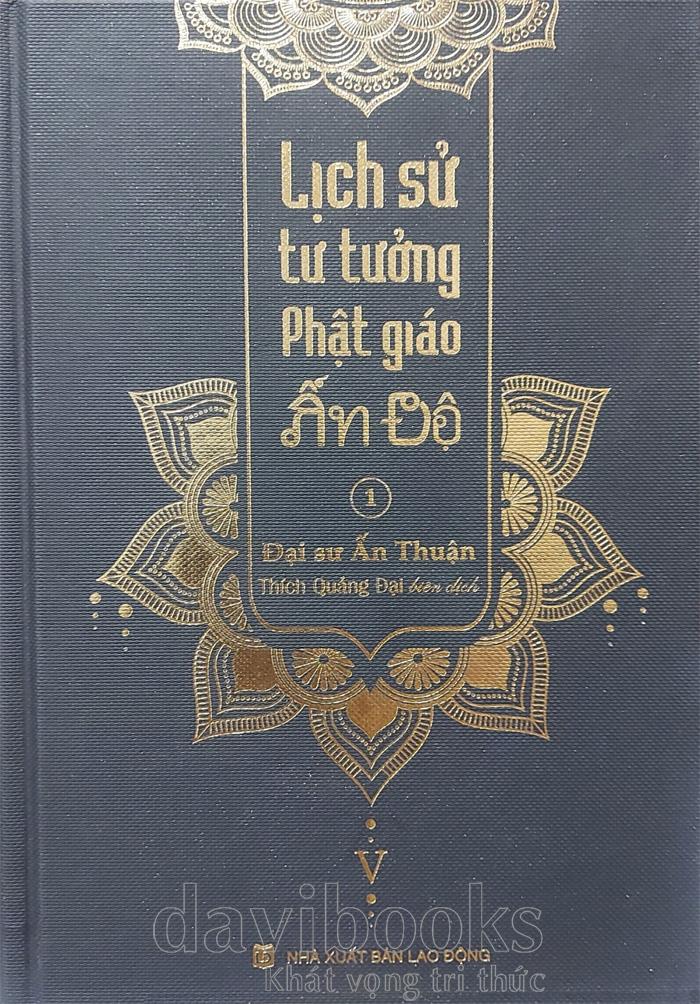 Lịch sử
tư tưởng
Phật giáo
Ấn Độ
1
Đại sư Ấn Thuận
Thích Quảng Đại biên dịch
V
davibooks
NHÀ XUẤT BẢN LAO ĐỘNG
Khát vọng tri thức